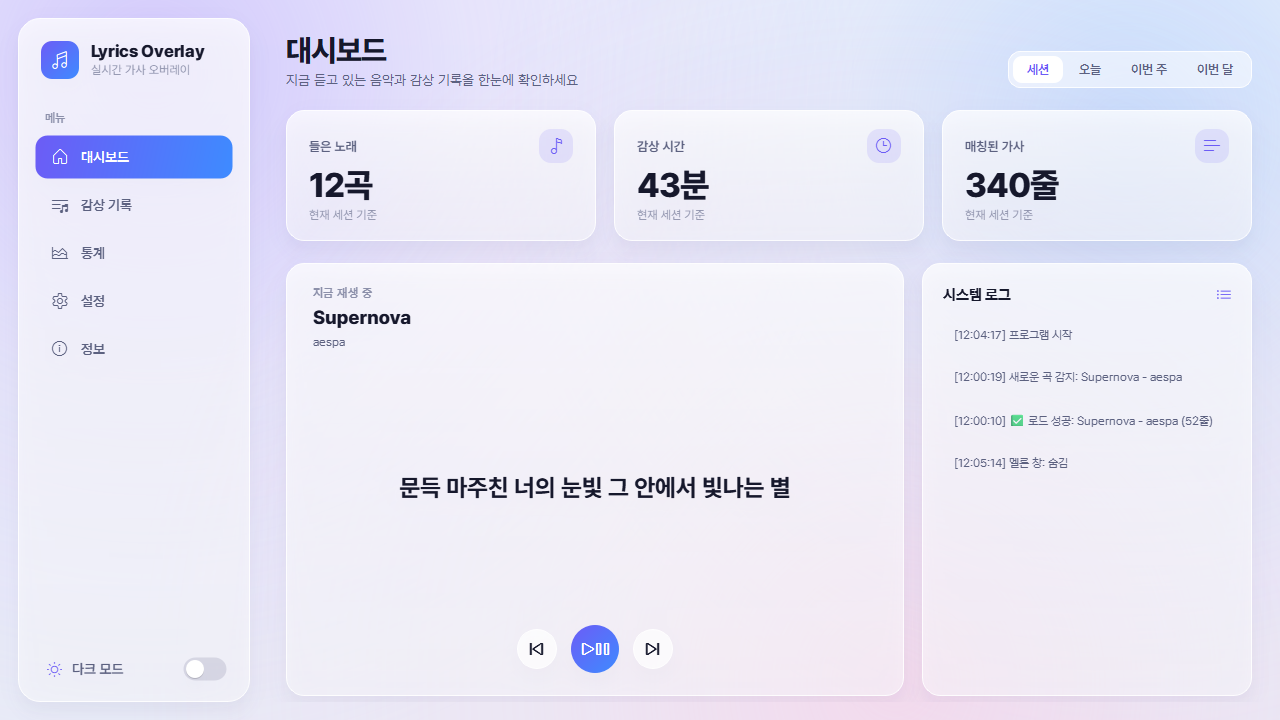 Lyrics Overlay
실시간 가사 오버레이
메뉴
대시보드
감상 기록
통계
설정
정보
다크 모드
대시보드
지금 듣고 있는 음악과 감상 기록을 한눈에 확인하세요
세션 오늘 이번 주 이번 달
들은 노래
12곡
현재 세션 기준
감상 시간
43분
현재 세션 기준
매칭된 가사
340줄
현재 세션 기준
지금 재생 중
Supernova
aespa
문득 마주친 너의 눈빛 그 안에서 빛나는 별
시스템 로그
[12:04:17] 프로그램 시작
[12:00:19] 새로운 곡 감지: Supernova - aespa
[12:00:10] ✅ 로드 성공: Supernova - aespa (52줄)
[12:05:14] 멜론 창: 숨김